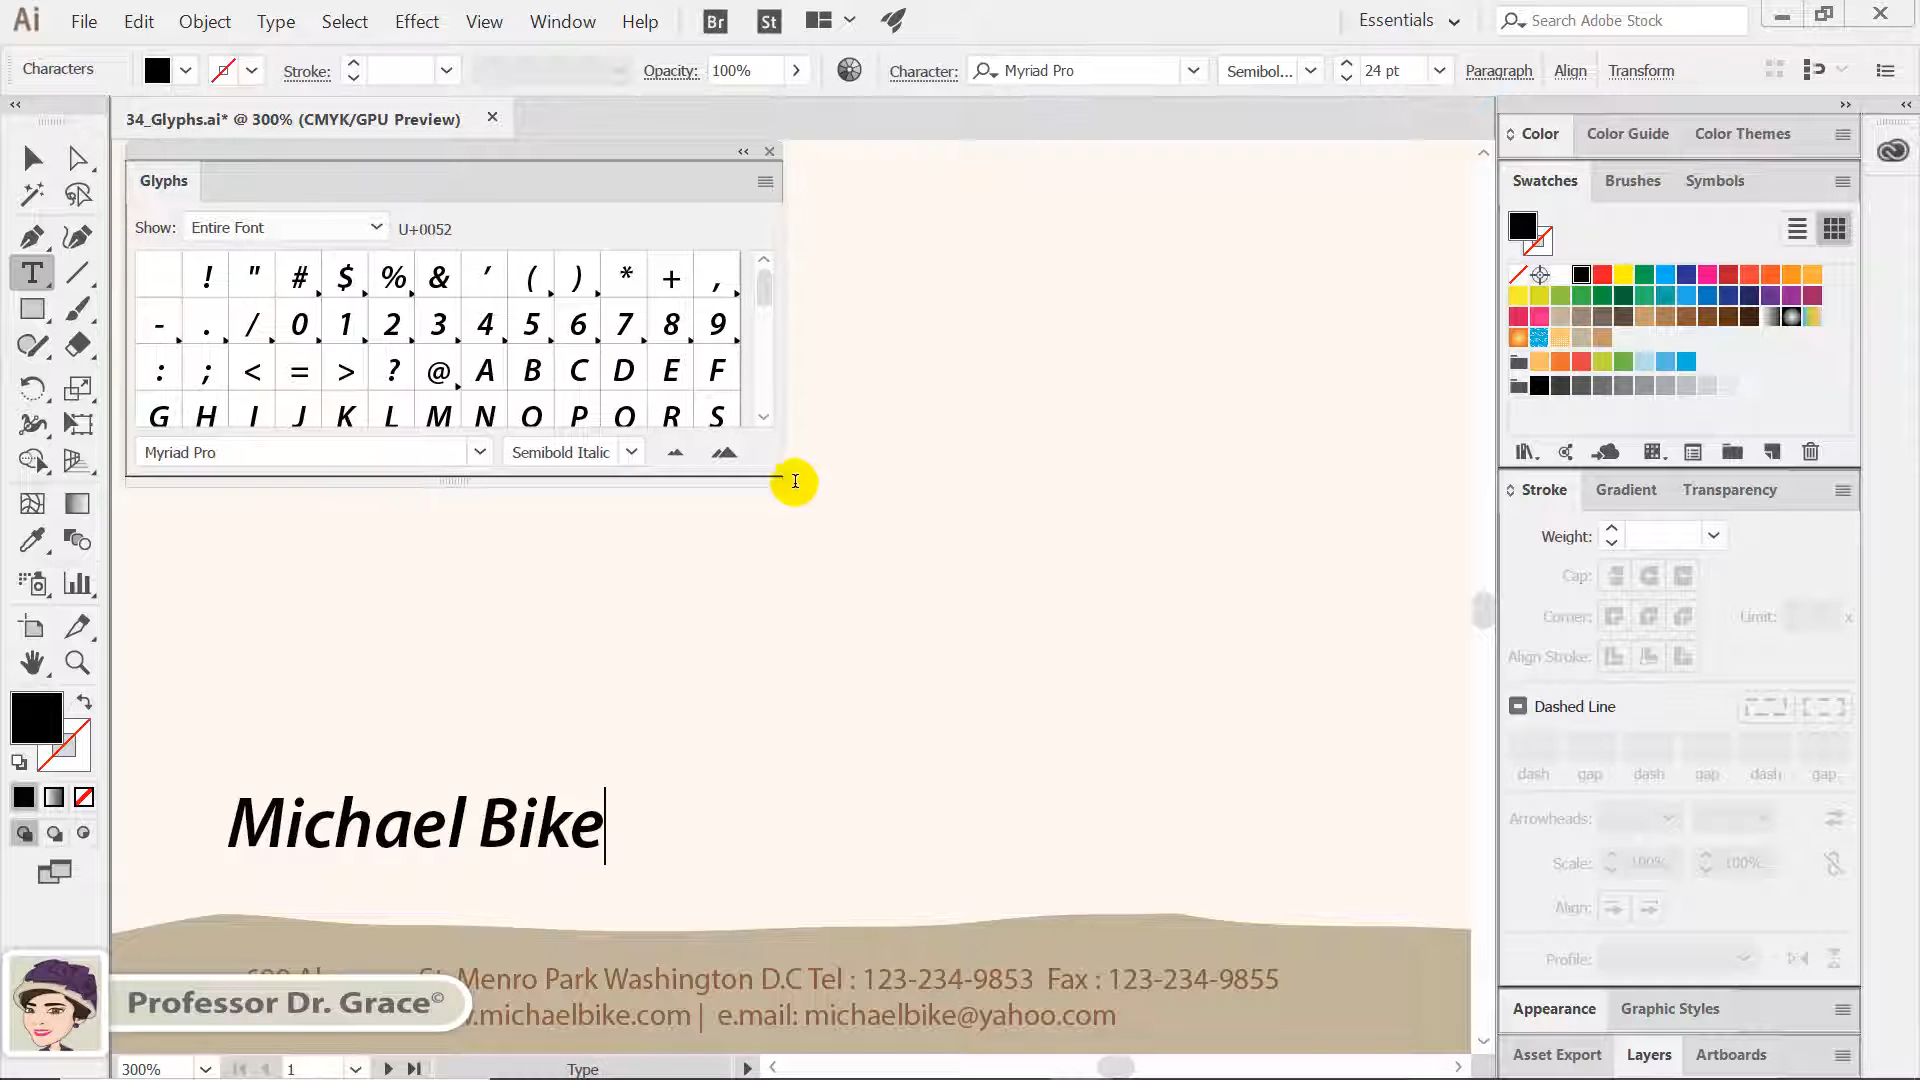 Ai File Edit Object Type Select Effect View Window Help Br St Essentials Search Adobe Stock
Characters Stroke: Opacity: 100% Character: Myriad Pro Semibol... 24 pt Paragraph Align Transform
34_Glyphs.ai* @ 300% (CMYK/GPU Preview)
Glyphs
Show: Entire Font U+0052
! " # $ % & ' ( ) * + ,
- . / 0 1 2 3 4 5 6 7 8 9
: ; < = > ? @ A B C D E F
G H I J K L M N O P Q R S
Myriad Pro Semibold Italic
Michael Bike
St. Menro Park Washington D.C Tel : 123-234-9853 Fax : 123-234-9855
.michaelbike.com | e.mail: michaelbike@yahoo.com
Professor Dr. Grace©
300% 1 Type
Color Color Guide Color Themes
Swatches Brushes Symbols
Stroke Gradient Transparency
Weight:
Cap:
Corner: Limit: x
Align Stroke:
Dashed Line
dash gap dash gap dash gap
Arrowheads:
Scale: 100% 100%
Align:
Profile:
Appearance Graphic Styles
Asset Export Layers Artboards